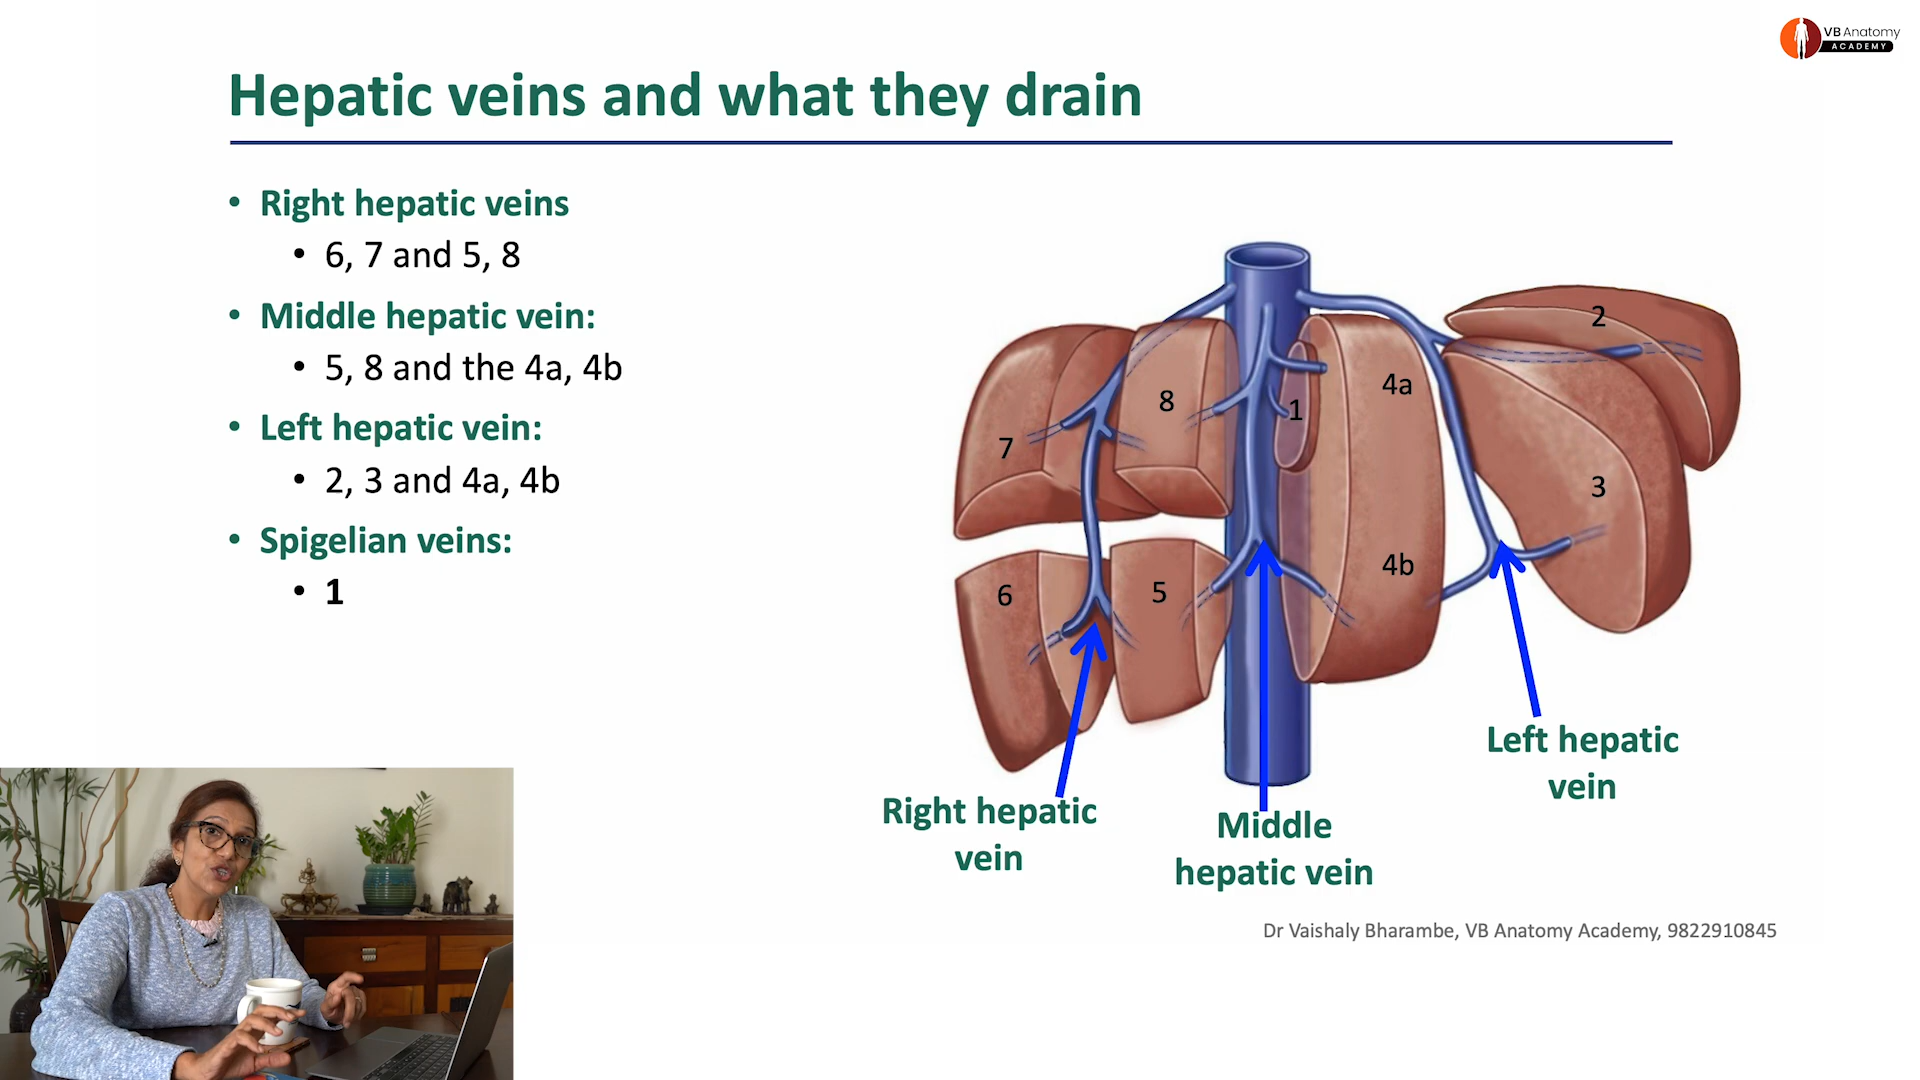 VB Anatomy
ACADEMY
Hepatic veins and what they drain
• Right hepatic veins
• 6, 7 and 5, 8
• Middle hepatic vein:
• 5, 8 and the 4a, 4b
• Left hepatic vein:
• 2, 3 and 4a, 4b
• Spigelian veins:
• 1
2
4a
8
1
7
3
4b
6
5
Left hepatic
vein
Right hepatic
vein
Middle
hepatic vein
Dr Vaishaly Bharambe, VB Anatomy Academy, 9822910845